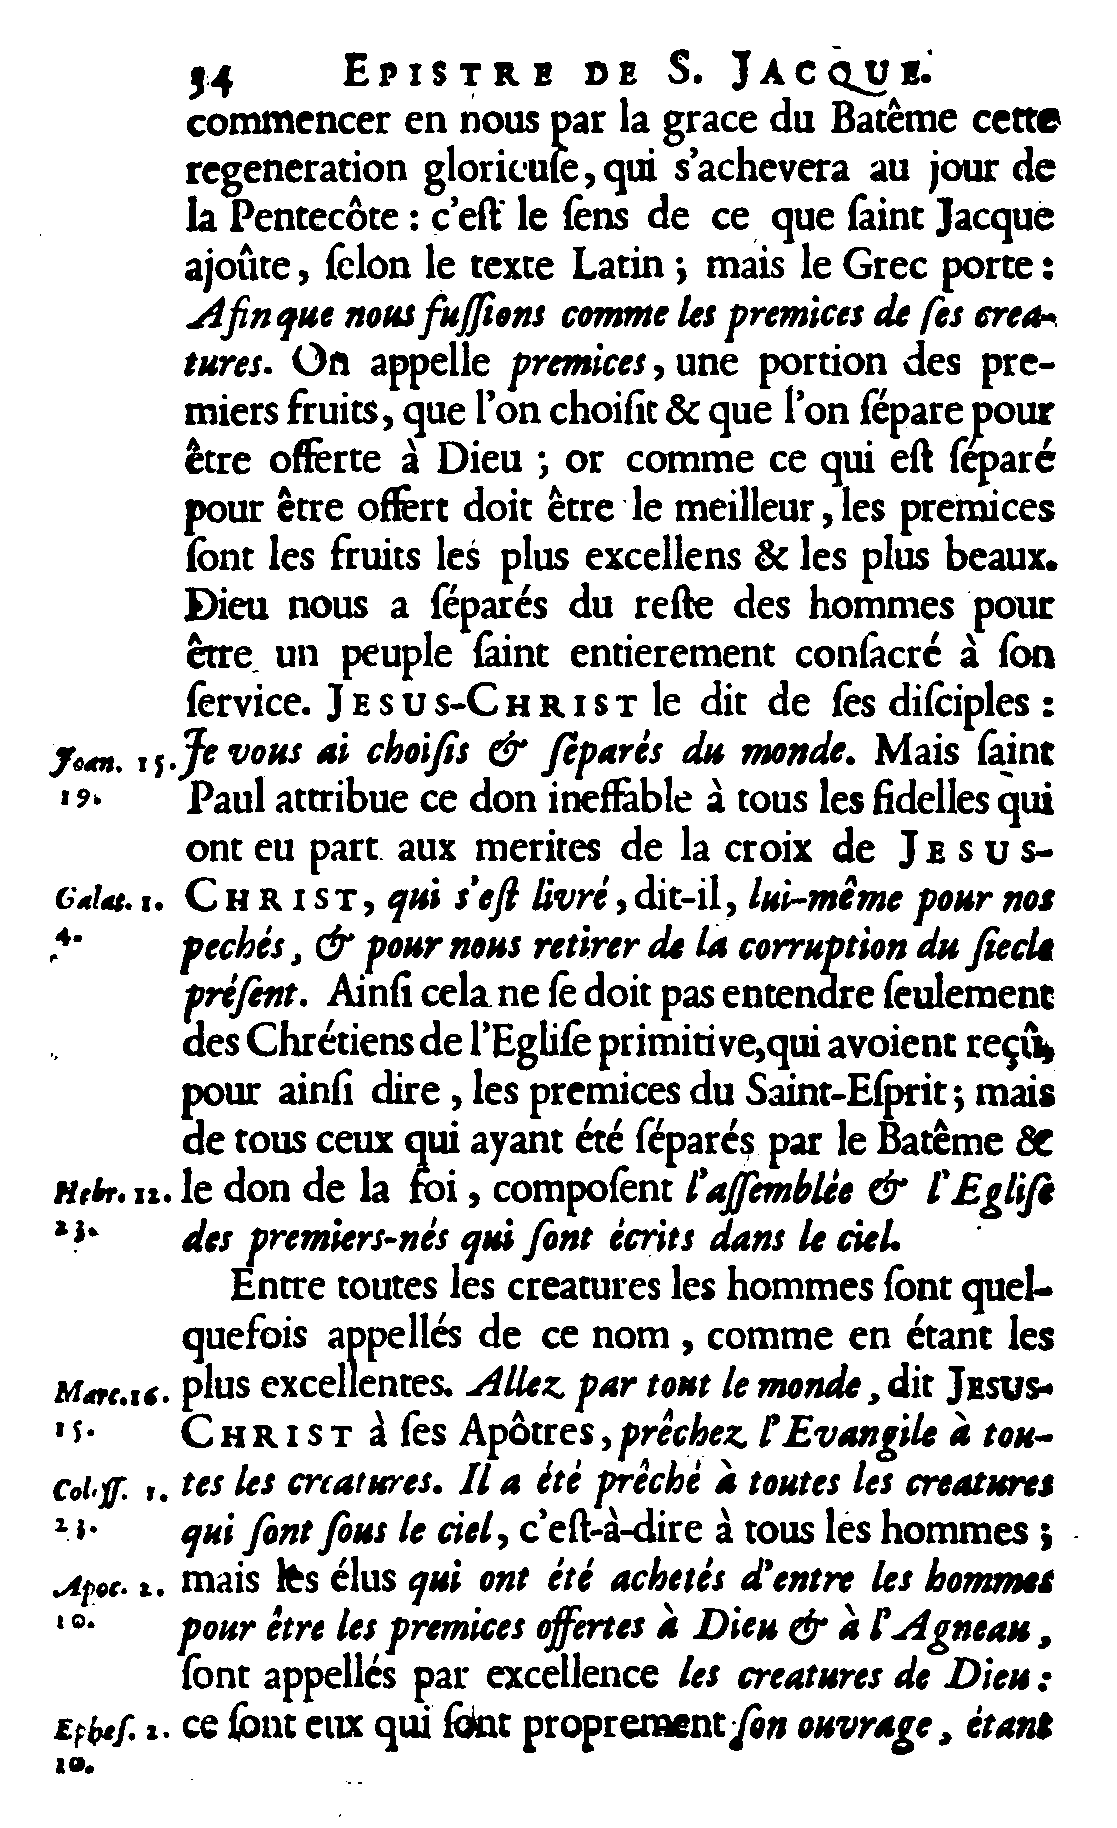 34 EPISTRE DE S. JACQUE.
commencer en nous par la grace du Batême cette
regeneration glorieuſe, qui s'achevera au jour de
la Pentecôte : c'eſt le ſens de ce que ſaint Jacque
ajoûte, ſelon le texte Latin ; mais le Grec porte :
Afin que nous fuſſions comme les premices de ſes crea-
tures. On appelle premices, une portion des pre-
miers fruits, que l'on choiſit & que l'on ſépare pour
être offerte à Dieu ; or comme ce qui eſt ſéparé
pour être offert doit être le meilleur, les premices
ſont les fruits les plus excellens & les plus beaux.
Dieu nous a ſéparés du reſte des hommes pour
être un peuple ſaint entierement conſacré à ſon
ſervice. JESUS-CHRIST le dit de ſes diſciples :
Joan. 15. Je vous ai choiſis & ſéparés du monde. Mais ſaint
19. Paul attribue ce don ineffable à tous les fidelles qui
ont eu part aux merites de la croix de JESUS-
Galat. 1. CHRIST, qui s'eſt livré, dit-il, lui-même pour nos
4. pechés, & pour nous retirer de la corruption du ſiecle
préſent. Ainſi cela ne ſe doit pas entendre ſeulement
des Chrétiens de l'Egliſe primitive, qui avoient reçû,
pour ainſi dire, les premices du Saint-Eſprit ; mais
de tous ceux qui ayant été ſéparés par le Batême &
Hebr. 12. le don de la foi, compoſent l'aſſemblée & l'Egliſe
23. des premiers-nés qui ſont écrits dans le ciel.
Entre toutes les creatures les hommes ſont quel-
quefois appellés de ce nom, comme en étant les
Marc. 16. plus excellentes. Allez par tout le monde, dit JESUS-
15. CHRIST à ſes Apôtres, prêchez l'Evangile à tou-
Coloſſ. 1. tes les creatures. Il a été prêché à toutes les creatures
23. qui ſont ſous le ciel, c'eſt-à-dire à tous les hommes ;
Apoc. 2. mais les élus qui ont été achetés d'entre les hommes
10. pour être les premices offertes à Dieu & à l'Agneau,
ſont appellés par excellence les creatures de Dieu :
Epheſ. 2. ce ſont eux qui ſont proprement ſon ouvrage, étant
10.